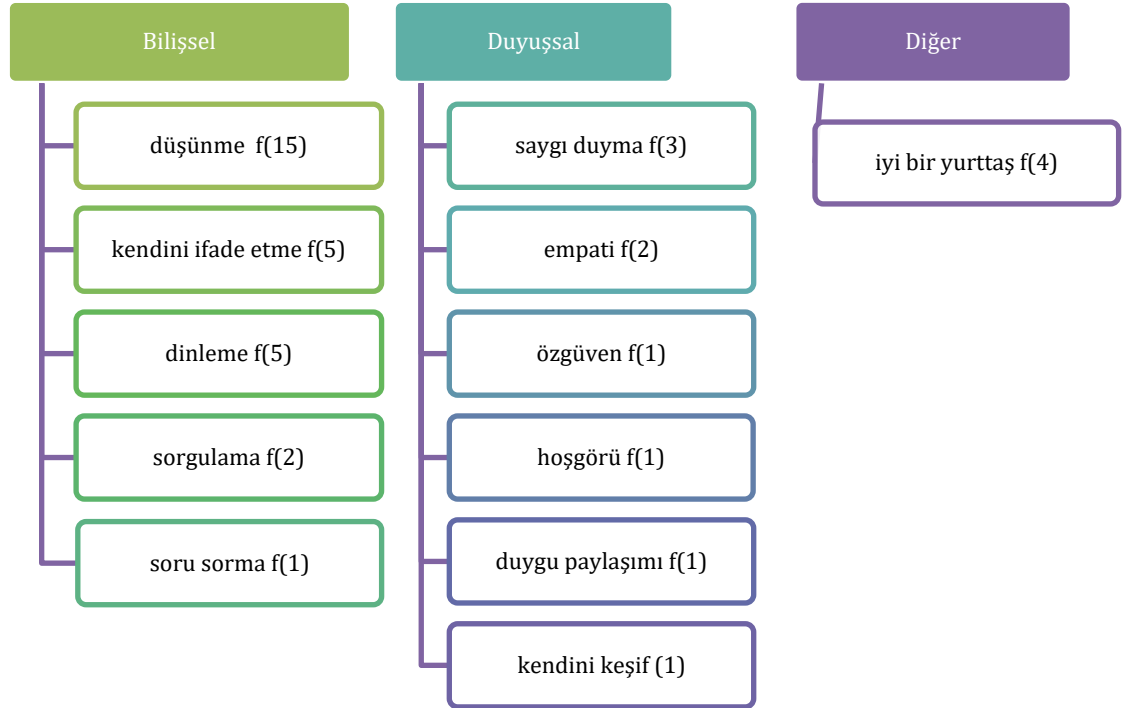 Bilişsel
düşünme  f(15)
kendini ifade etme f(5)
dinleme f(5)
sorgulama f(2)
soru sorma f(1)
Duyuşsal
saygı duyma f(3)
empati f(2)
özgüven f(1)
hoşgörü f(1)
duygu paylaşımı f(1)
kendini keşif (1)
Diğer
iyi bir yurttaş f(4)